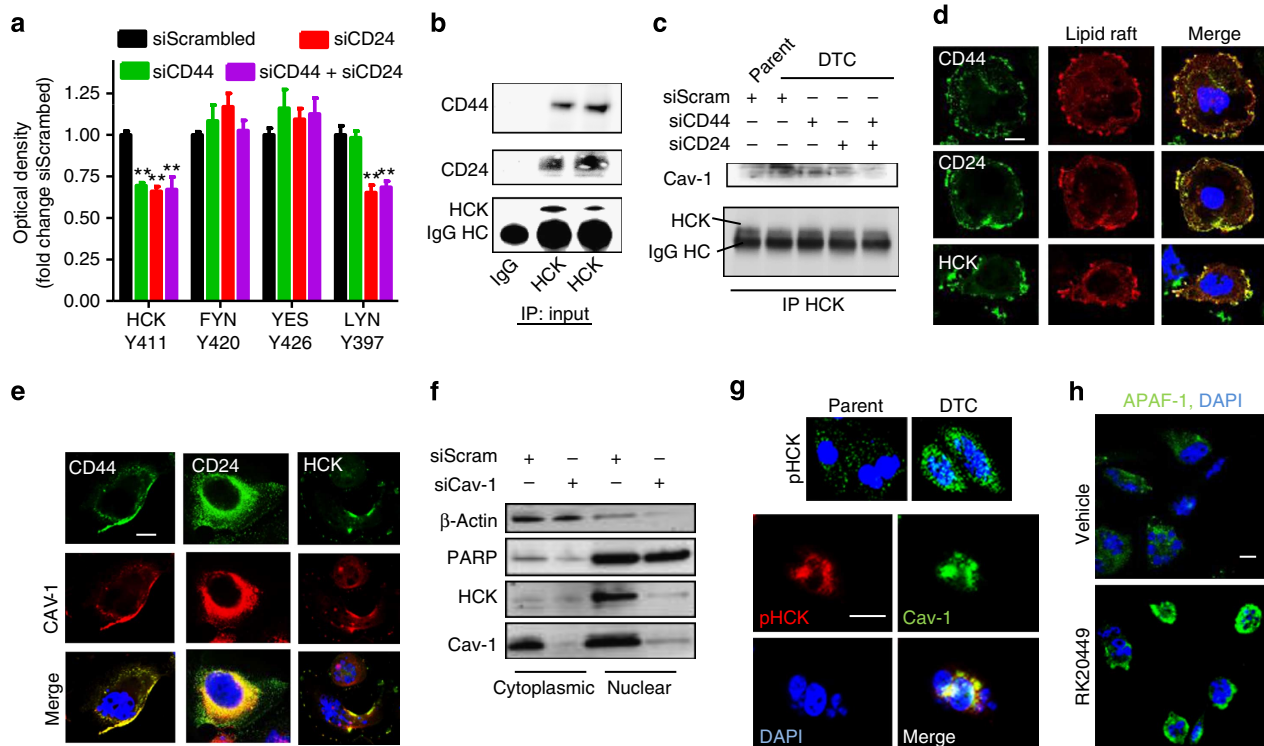 a
siScrambled
siCD24
siCD44
siCD44 + siCD24
Optical density
(fold change siScrambed)
1.25
1.00
0.75
0.50
0.25
0.00
**
**
**
**
**
HCK
Y411
FYN
Y420
YES
Y426
LYN
Y397
b
CD44
CD24
HCK
IgG HC
IgG
HCK
HCK
IP: input
c
Parent
DTC
siScram + + – – –
siCD44 – – + – +
siCD24 – – – + +
Cav-1
HCK
IgG HC
IP HCK
d
Lipid raft
Merge
CD44
CD24
HCK
e
CD44
CD24
HCK
CAV-1
Merge
f
siScram + – + –
siCav-1 – + – +
β-Actin
PARP
HCK
Cav-1
Cytoplasmic
Nuclear
g
Parent
DTC
pHCK
pHCK
Cav-1
DAPI
Merge
h
APAF-1, DAPI
Vehicle
RK20449